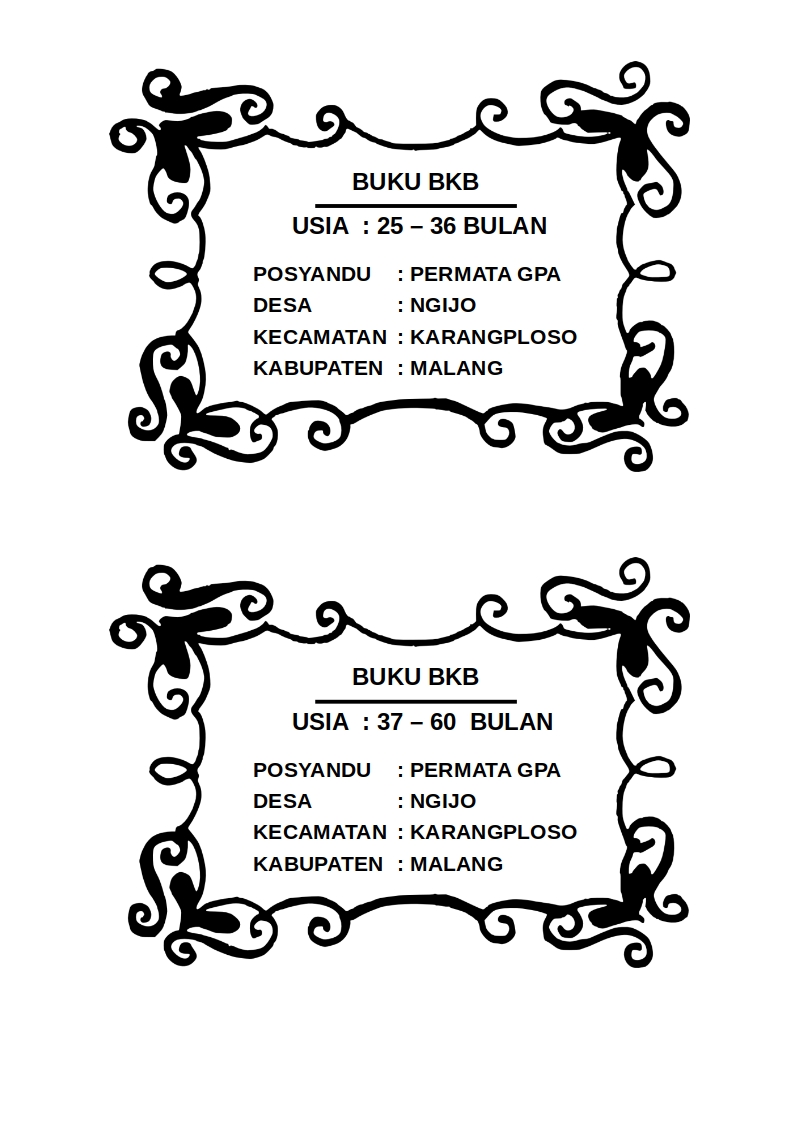 BUKU BKB
USIA : 25 – 36 BULAN
POSYANDU : PERMATA GPA
DESA : NGIJO
KECAMATAN : KARANGPLOSO
KABUPATEN : MALANG
BUKU BKB
USIA : 37 – 60 BULAN
POSYANDU : PERMATA GPA
DESA : NGIJO
KECAMATAN : KARANGPLOSO
KABUPATEN : MALANG